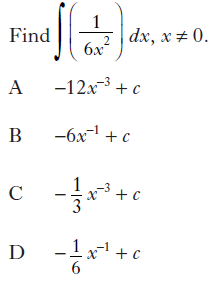 Find ∫(1/(6x²)) dx, x ≠ 0.
A −12x⁻³ + c
B −6x⁻¹ + c
C −1/3 x⁻³ + c
D −1/6 x⁻¹ + c